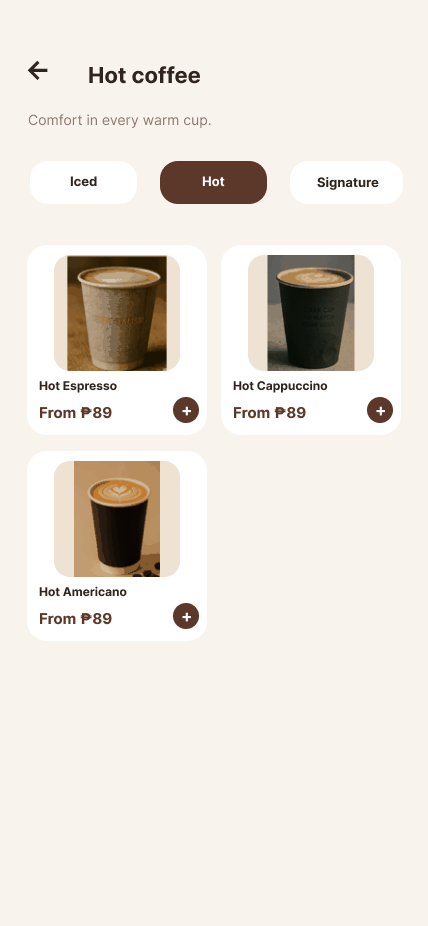 Hot coffee
Comfort in every warm cup.
Iced
Hot
Signature
Hot Espresso
From ₱89
+
Hot Cappuccino
From ₱89
+
Hot Americano
From ₱89
+